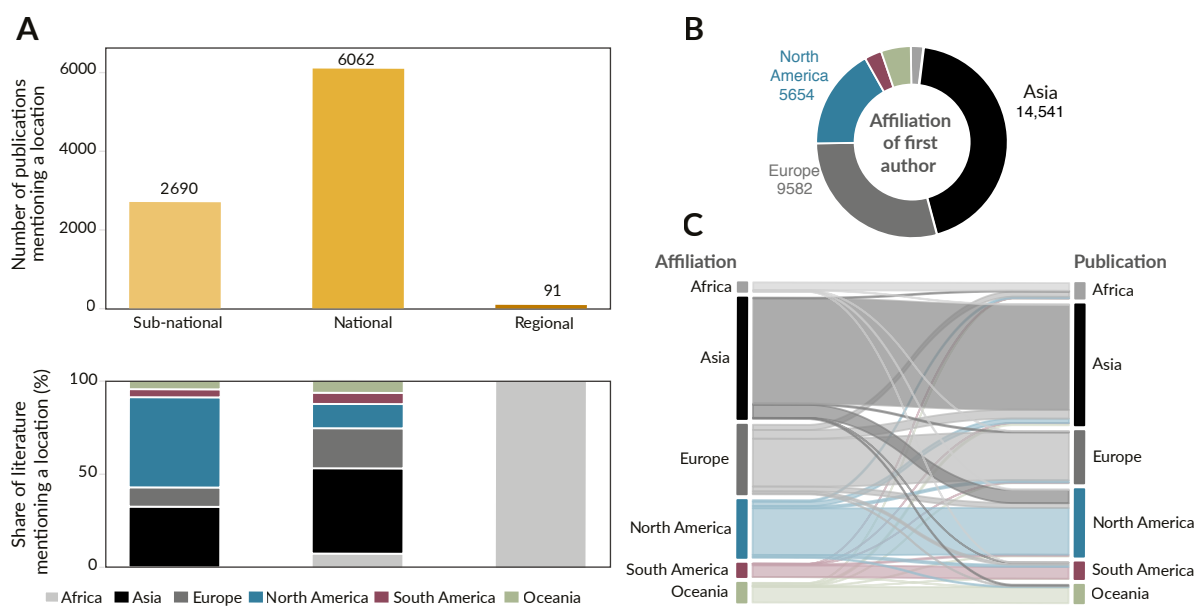 A
Number of publications
mentioning a location
6000
4000
2000
0
2690
6062
91
Sub-national
National
Regional
Share of literature
mentioning a location (%)
100
50
0
Africa
Asia
Europe
North America
South America
Oceania
B
North
America
5654
Asia
14,541
Europe
9582
Affiliation
of first
author
C
Affiliation
Publication
Africa
Asia
Europe
North America
South America
Oceania
Africa
Asia
Europe
North America
South America
Oceania